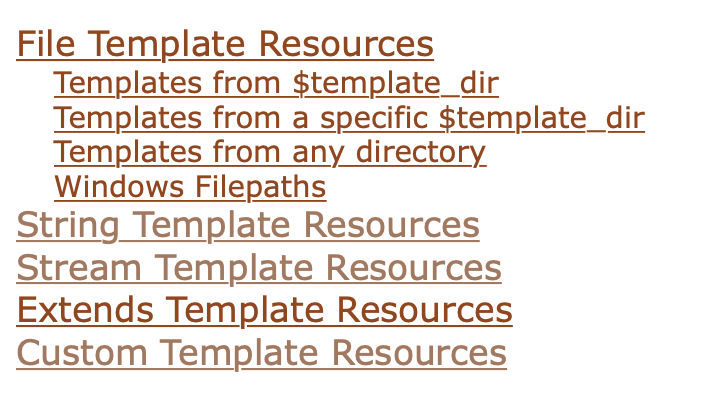 File Template Resources
Templates from $template_dir
Templates from a specific $template_dir
Templates from any directory
Windows Filepaths
String Template Resources
Stream Template Resources
Extends Template Resources
Custom Template Resources